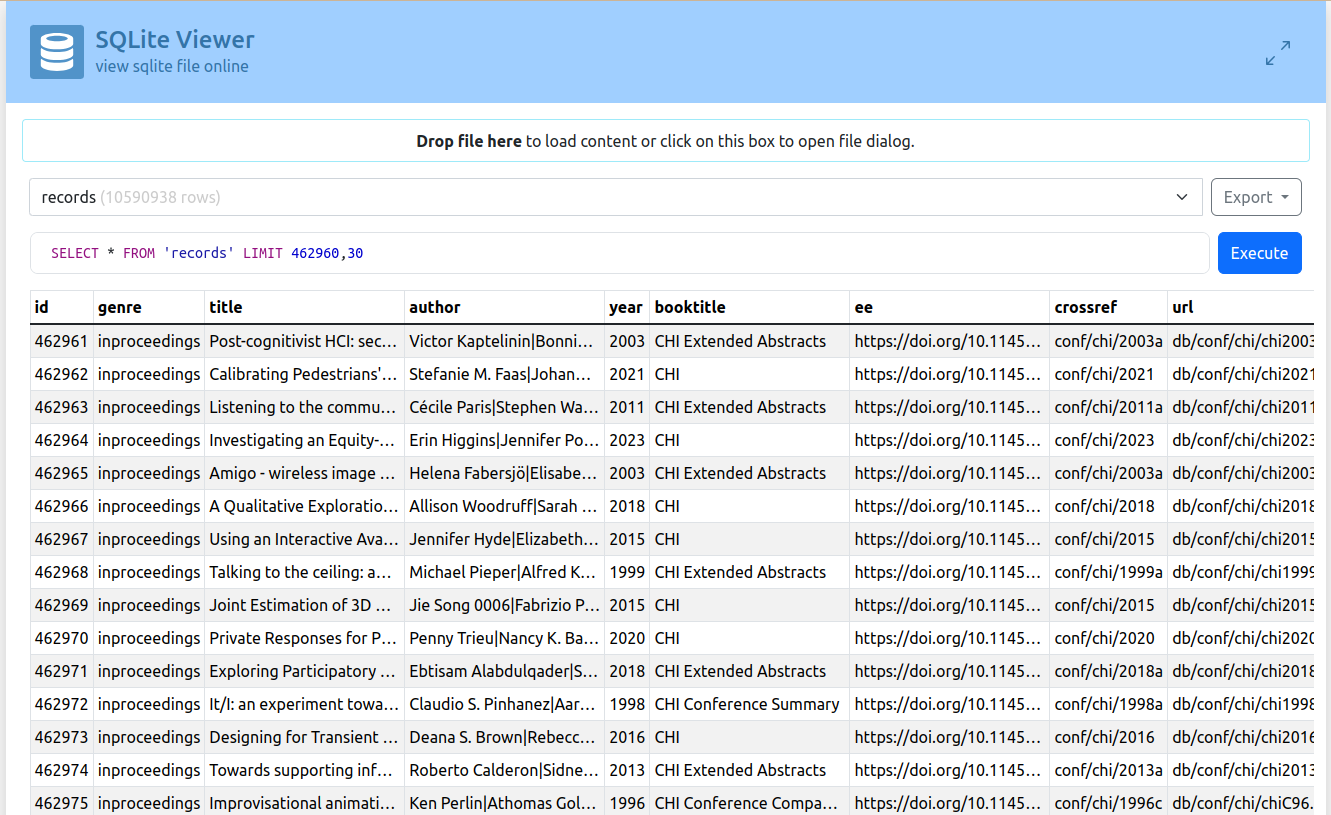 SQLite Viewer
view sqlite file online
Drop file here to load content or click on this box to open file dialog.
records (10590938 rows) Export
SELECT * FROM 'records' LIMIT 462960,30 Execute
id genre title author year booktitle ee crossref url
462961 inproceedings Post-cognitivist HCI: sec… Victor Kaptelinin|Bonni… 2003 CHI Extended Abstracts https://doi.org/10.1145… conf/chi/2003a db/conf/chi/chi2003
462962 inproceedings Calibrating Pedestrians'… Stefanie M. Faas|Johan… 2021 CHI https://doi.org/10.1145… conf/chi/2021 db/conf/chi/chi2021
462963 inproceedings Listening to the commu… Cécile Paris|Stephen Wa… 2011 CHI Extended Abstracts https://doi.org/10.1145… conf/chi/2011a db/conf/chi/chi2011
462964 inproceedings Investigating an Equity-… Erin Higgins|Jennifer Po… 2023 CHI https://doi.org/10.1145… conf/chi/2023 db/conf/chi/chi2023
462965 inproceedings Amigo - wireless image … Helena Fabersjö|Elisabe… 2003 CHI Extended Abstracts https://doi.org/10.1145… conf/chi/2003a db/conf/chi/chi2003
462966 inproceedings A Qualitative Exploratio… Allison Woodruff|Sarah … 2018 CHI https://doi.org/10.1145… conf/chi/2018 db/conf/chi/chi2018
462967 inproceedings Using an Interactive Ava… Jennifer Hyde|Elizabeth… 2015 CHI https://doi.org/10.1145… conf/chi/2015 db/conf/chi/chi2015
462968 inproceedings Talking to the ceiling: a… Michael Pieper|Alfred K… 1999 CHI Extended Abstracts https://doi.org/10.1145… conf/chi/1999a db/conf/chi/chi1999
462969 inproceedings Joint Estimation of 3D … Jie Song 0006|Fabrizio P… 2015 CHI https://doi.org/10.1145… conf/chi/2015 db/conf/chi/chi2015
462970 inproceedings Private Responses for P… Penny Trieu|Nancy K. Ba… 2020 CHI https://doi.org/10.1145… conf/chi/2020 db/conf/chi/chi2020
462971 inproceedings Exploring Participatory … Ebtisam Alabdulqader|S… 2018 CHI Extended Abstracts https://doi.org/10.1145… conf/chi/2018a db/conf/chi/chi2018
462972 inproceedings It/I: an experiment towa… Claudio S. Pinhanez|Aar… 1998 CHI Conference Summary https://doi.org/10.1145… conf/chi/1998a db/conf/chi/chi1998
462973 inproceedings Designing for Transient … Deana S. Brown|Rebecc… 2016 CHI https://doi.org/10.1145… conf/chi/2016 db/conf/chi/chi2016
462974 inproceedings Towards supporting inf… Roberto Calderon|Sidne… 2013 CHI Extended Abstracts https://doi.org/10.1145… conf/chi/2013a db/conf/chi/chi2013
462975 inproceedings Improvisational animati… Ken Perlin|Athomas Gol… 1996 CHI Conference Compa… https://doi.org/10.1145… conf/chi/1996c db/conf/chi/chiC96.